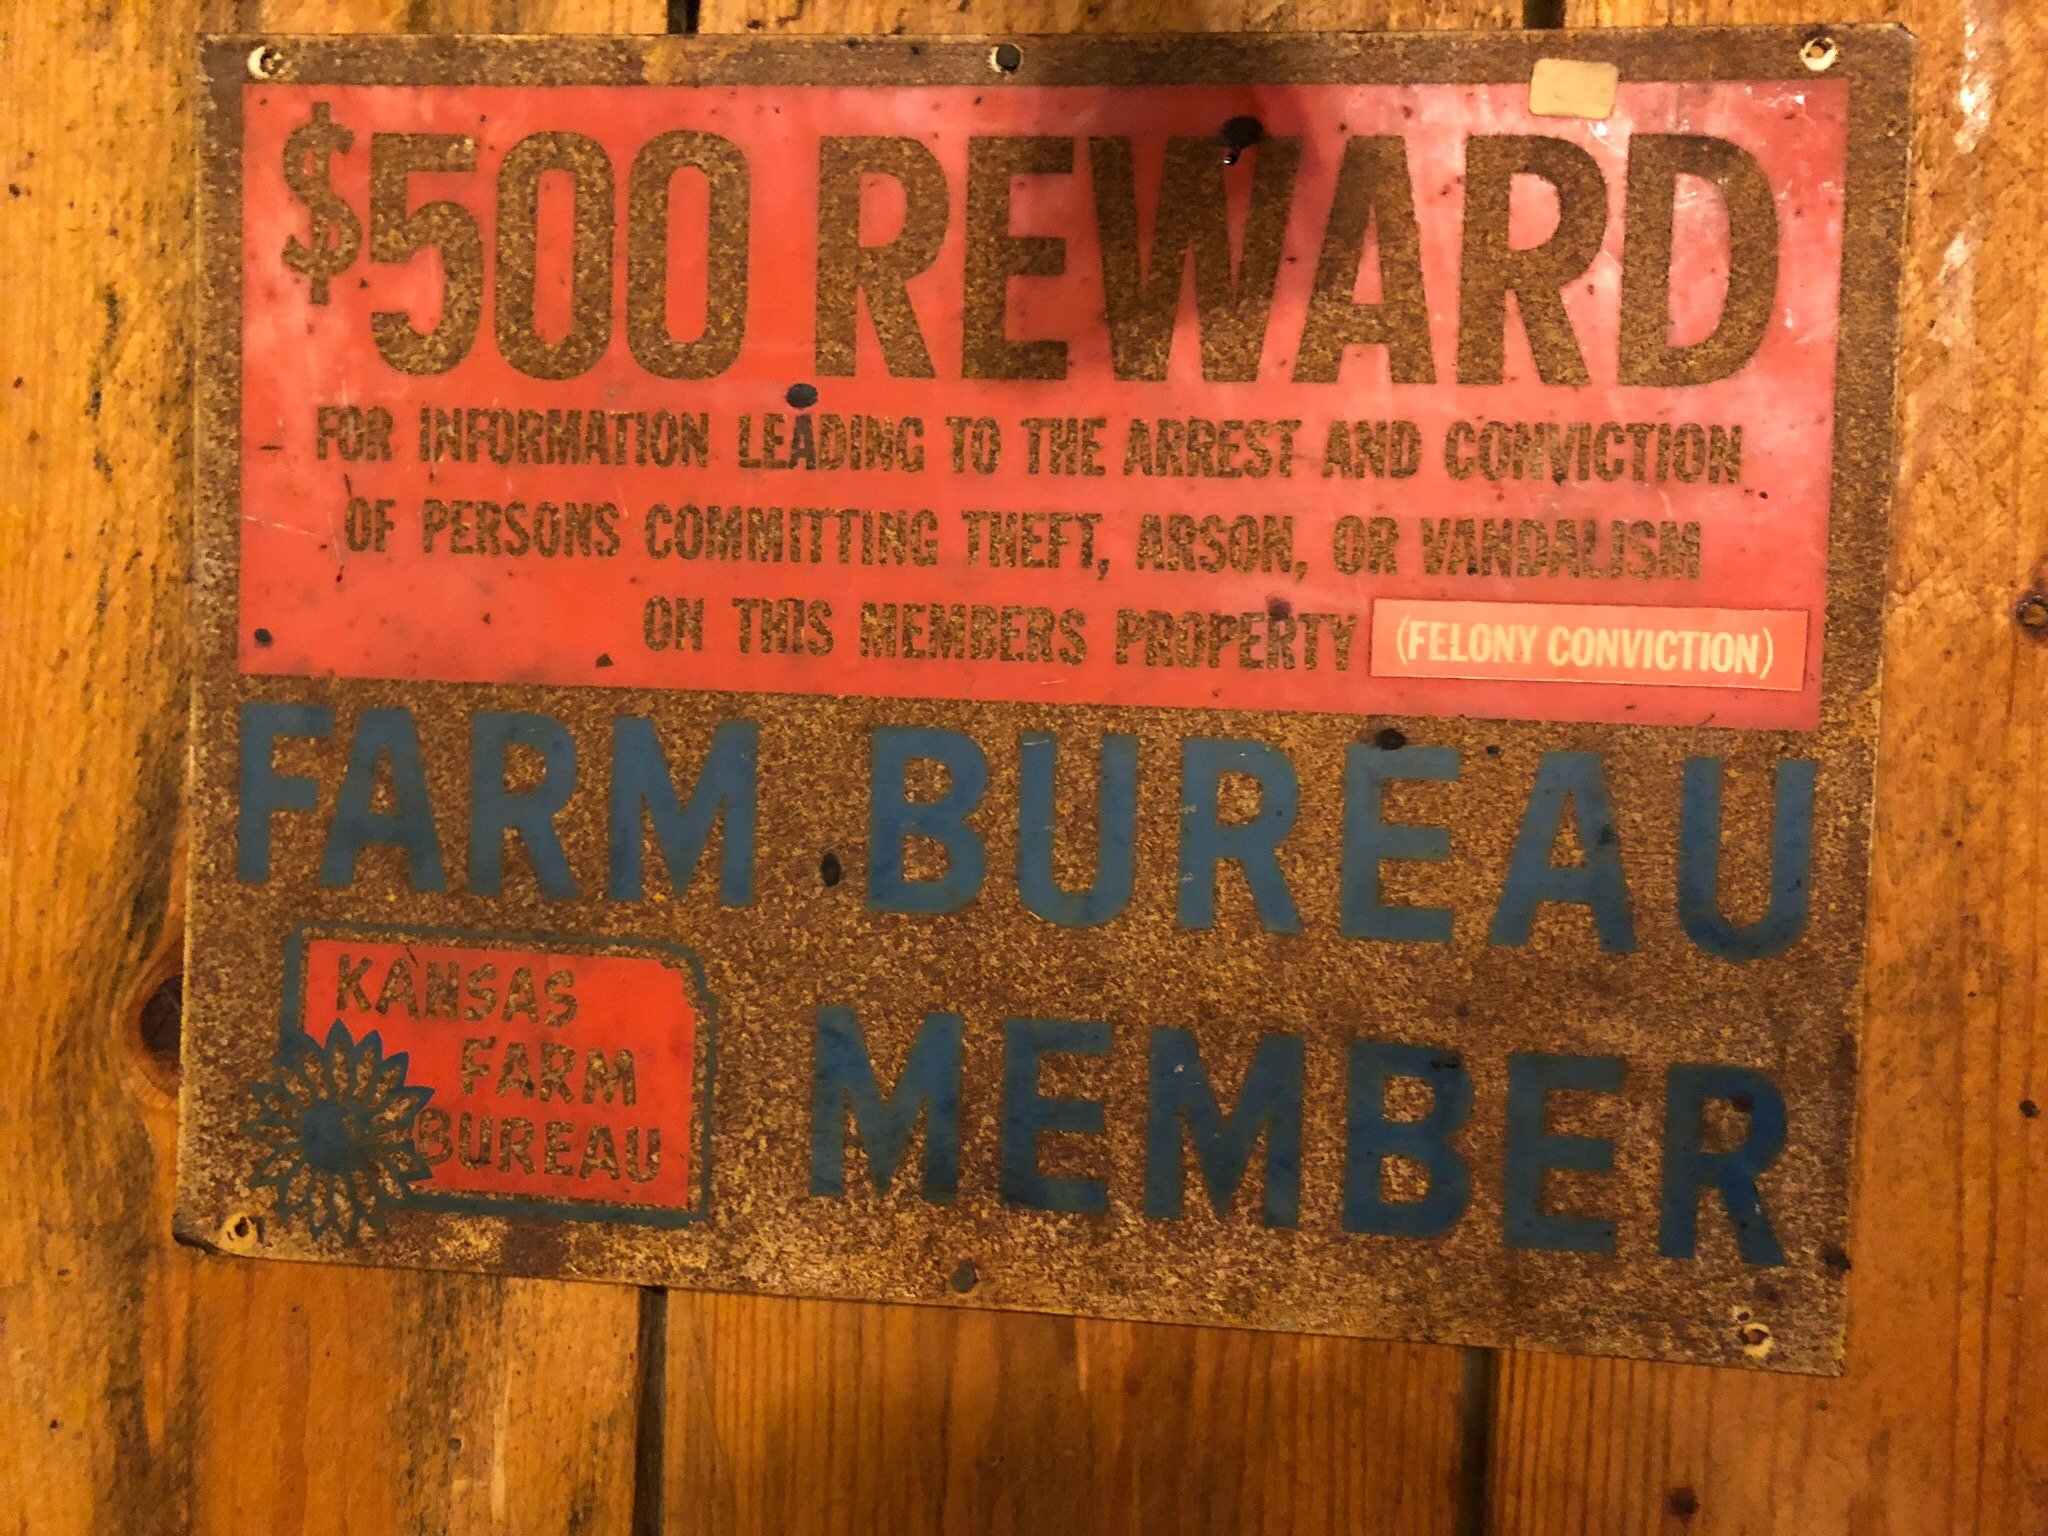 $500 REWARD
FOR INFORMATION LEADING TO THE ARREST AND CONVICTION
OF PERSONS COMMITTING THEFT, ARSON, OR VANDALISM
ON THIS MEMBERS PROPERTY (FELONY CONVICTION)
FARM BUREAU
MEMBER
KANSAS
FARM
BUREAU